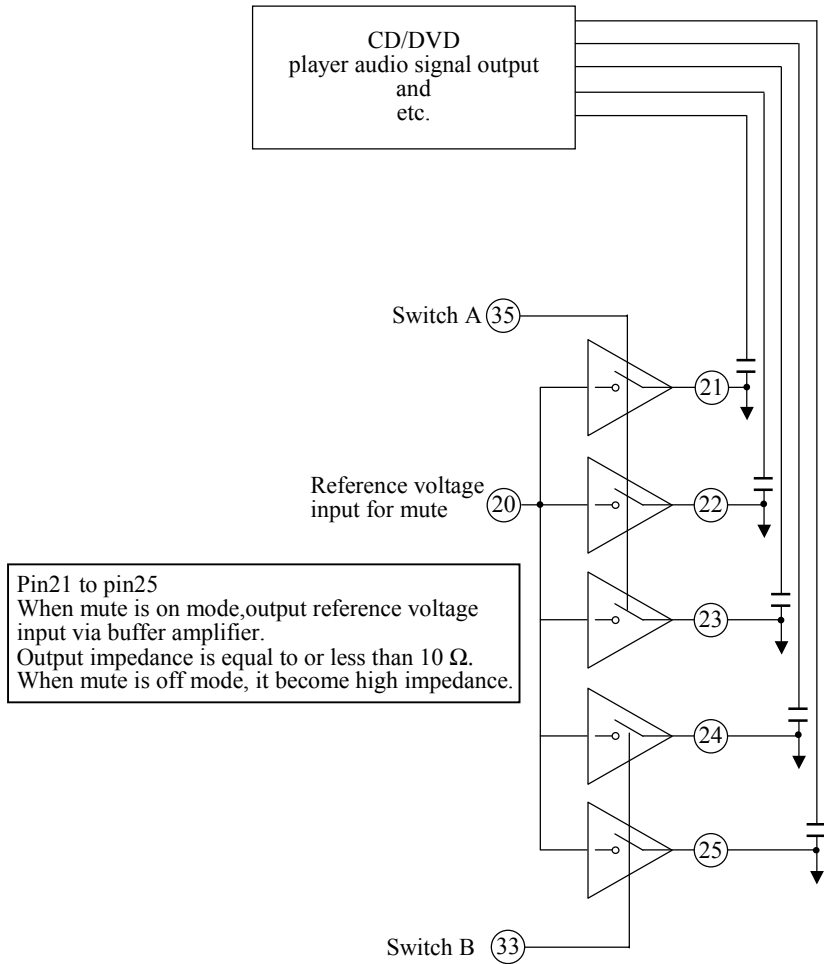 CD/DVD
player audio signal output
and
etc.
Switch A 35
21
Reference voltage
input for mute
20
22
Pin21 to pin25
When mute is on mode,output reference voltage
input via buffer amplifier.
Output impedance is equal to or less than 10 Ω.
When mute is off mode, it become high impedance.
23
24
25
Switch B 33